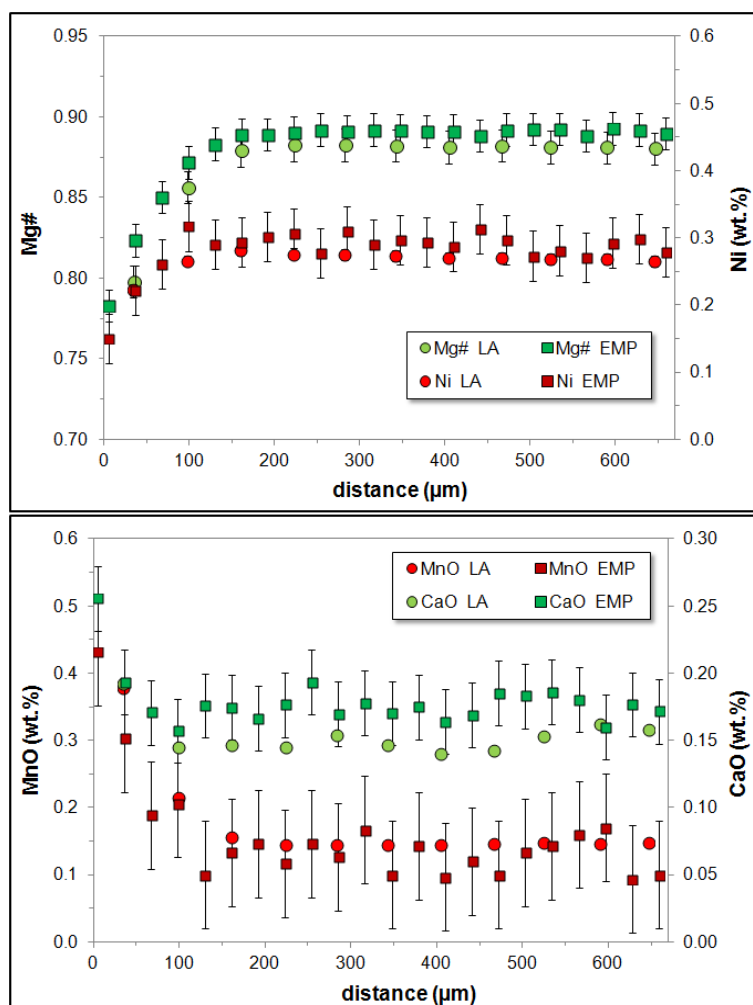 0.95
0.90
0.85
0.80
0.75
0.70
Mg#
0.6
0.5
0.4
0.3
0.2
0.1
0.0
Ni (wt.%)
Mg# LA
Mg# EMP
Ni LA
Ni EMP
0 100 200 300 400 500 600
distance (µm)
0.6
0.5
0.4
0.3
0.2
0.1
0.0
MnO (wt.%)
0.30
0.25
0.20
0.15
0.10
0.05
0.00
CaO (wt.%)
MnO LA
MnO EMP
CaO LA
CaO EMP
0 100 200 300 400 500 600
distance (µm)